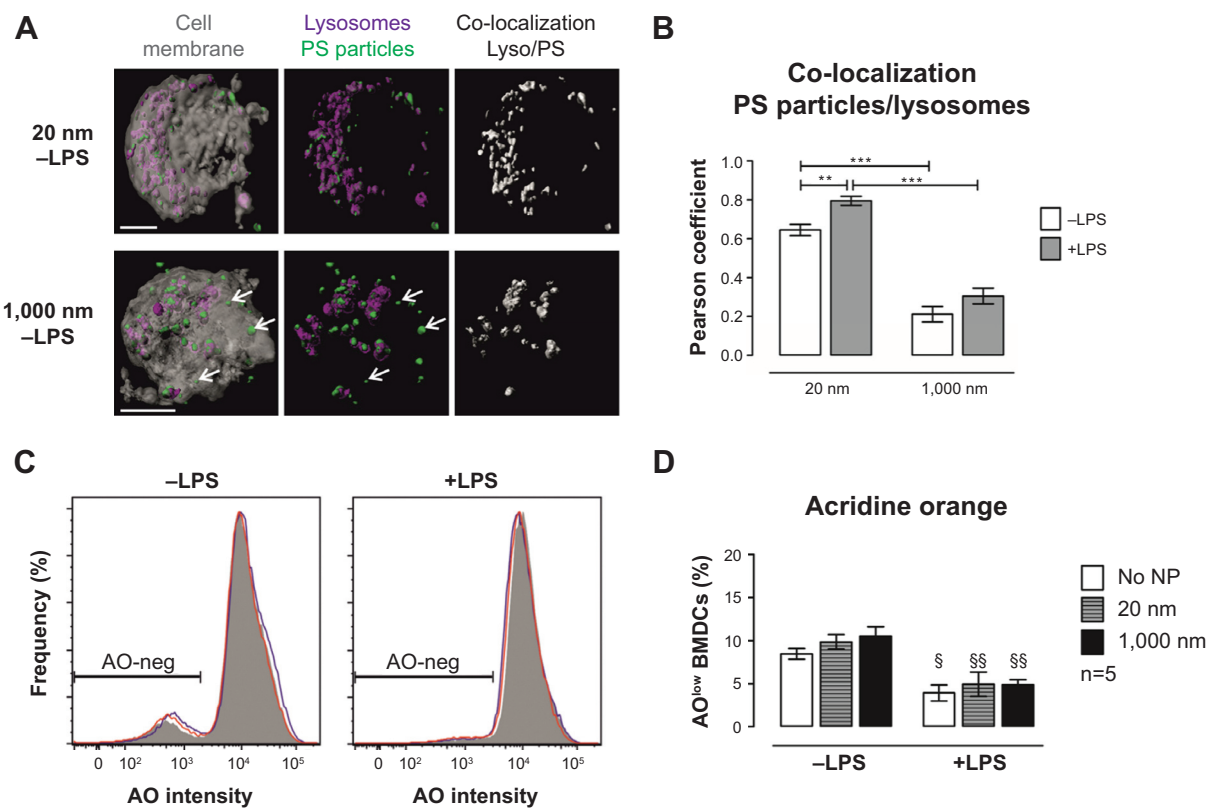 A
Cell
membrane
Lysosomes
PS particles
Co-localization
Lyso/PS
20 nm
–LPS
1,000 nm
–LPS
B
Co-localization
PS particles/lysosomes
Pearson coefficient
1.0
0.8
0.6
0.4
0.2
0.0
***
**
***
20 nm
1,000 nm
–LPS
+LPS
C
–LPS
+LPS
Frequency (%)
AO-neg
AO-neg
0 10² 10³ 10⁴ 10⁵
0 10² 10³ 10⁴ 10⁵
AO intensity
AO intensity
D
Acridine orange
AOˡᵒʷ BMDCs (%)
20
15
10
5
0
§ §§ §§
–LPS
+LPS
No NP
20 nm
1,000 nm
n=5